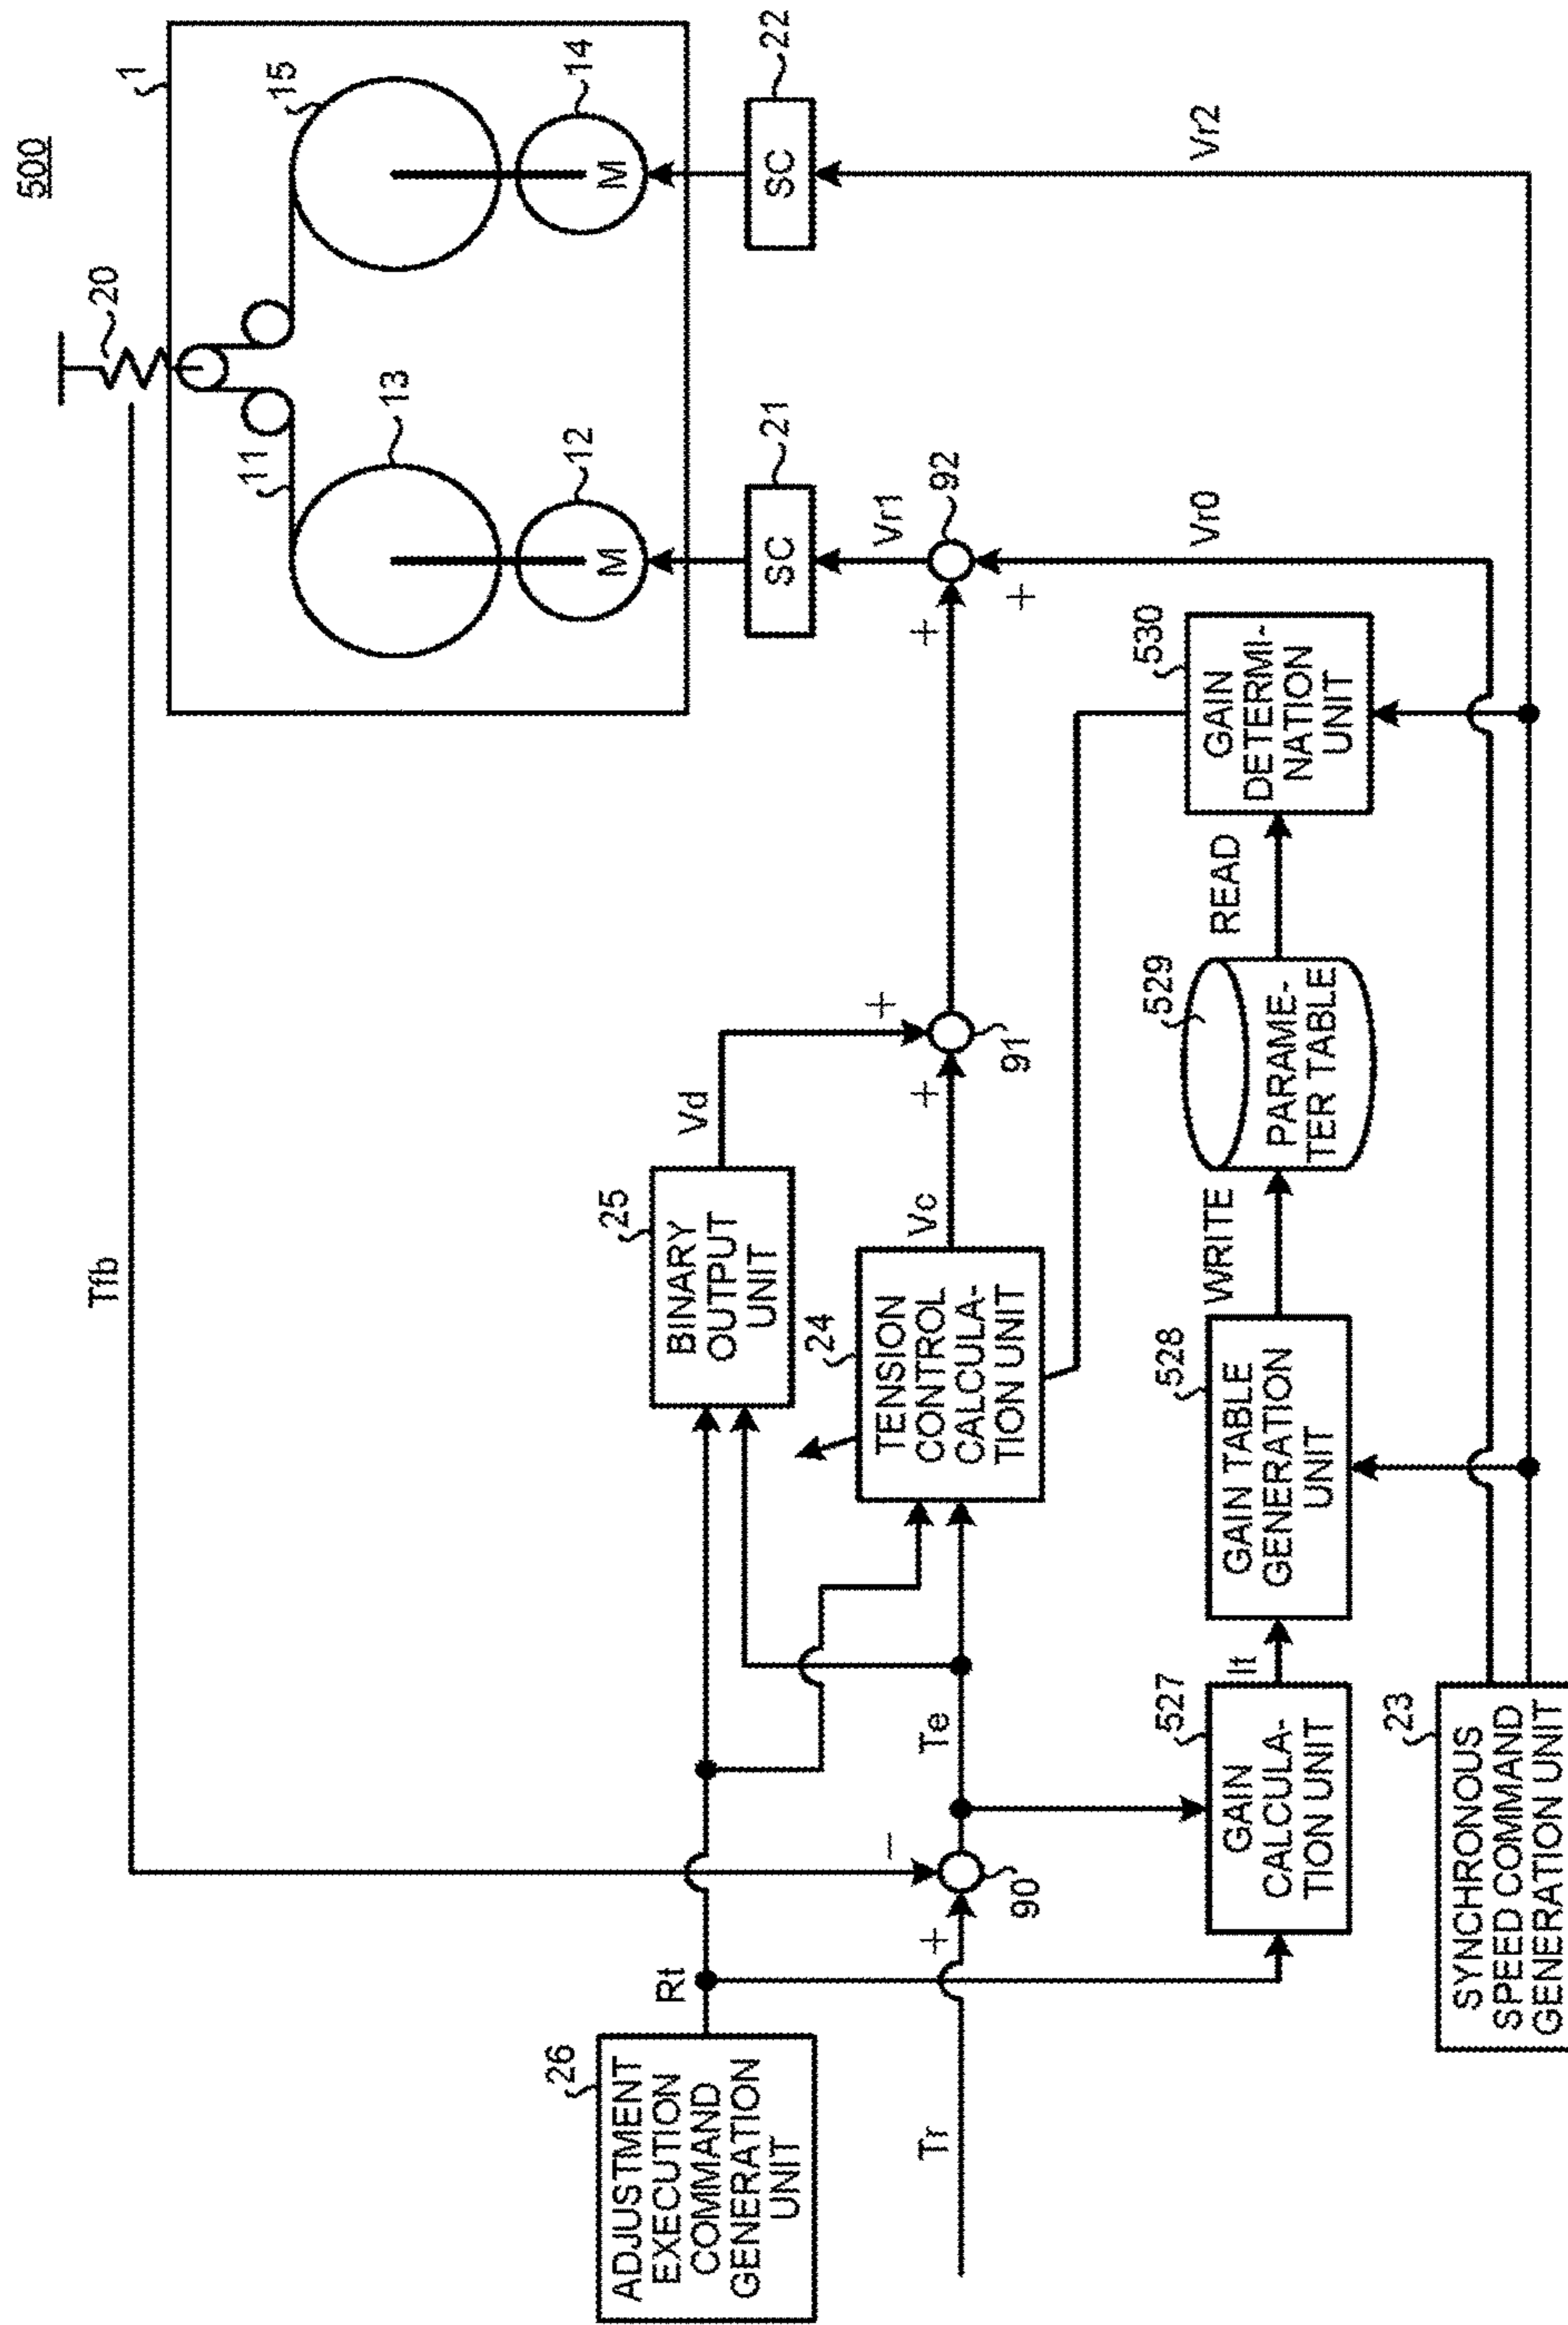 500
1
15
14
22
20
SC
M
13
11
12
21
SC
M
Vr2
92
Vr1
Vr0
+
+
Tfb
25
BINARY
OUTPUT
UNIT
Vd
+
91
+
24
TENSION
CONTROL
CALCULA-
TION UNIT
Vc
530
GAIN
DETERMI-
NATION
UNIT
READ
529
PARAME-
TER TABLE
WRITE
528
GAIN TABLE
GENERATION
UNIT
It
527
GAIN
CALCULA-
TION UNIT
Te
−
90
+
Rt
26
ADJUSTMENT
EXECUTION
COMMAND
GENERATION
UNIT
Tr
23
SYNCHRONOUS
SPEED COMMAND
GENERATION UNIT